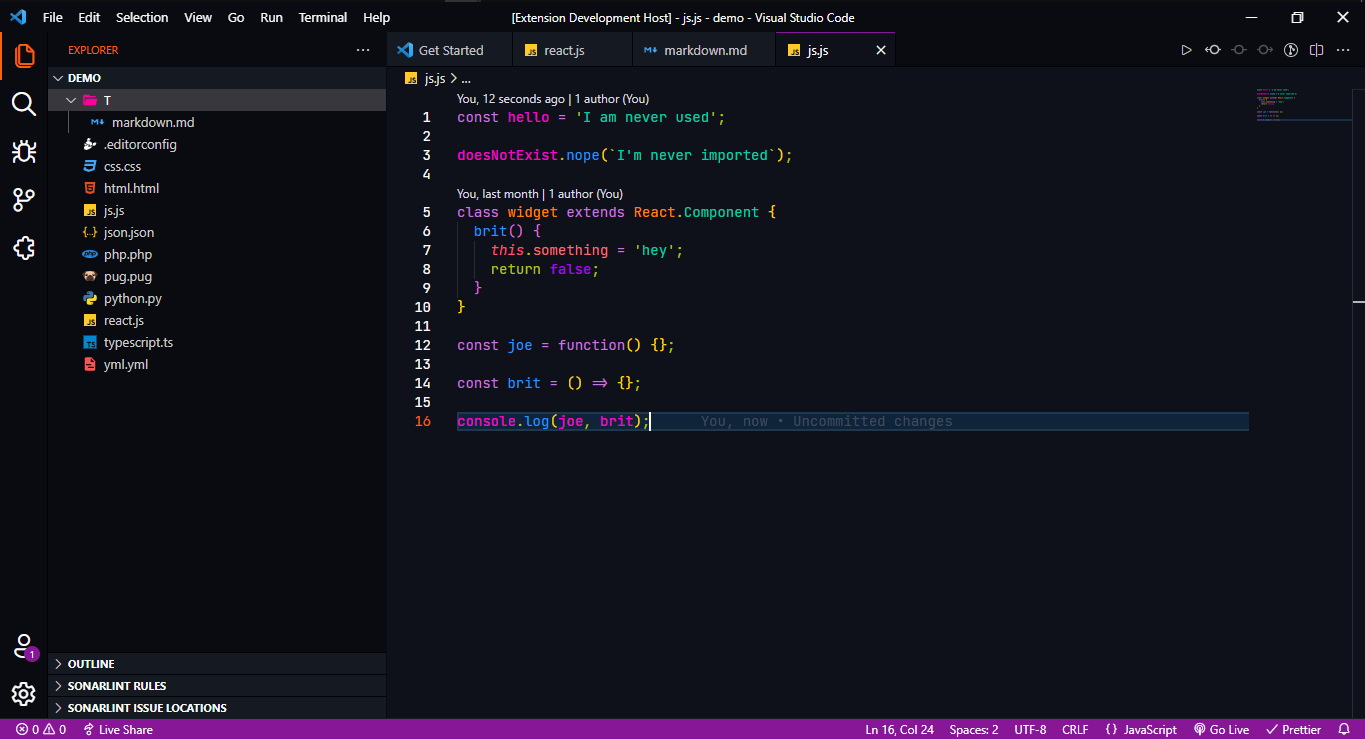 File Edit Selection View Go Run Terminal Help [Extension Development Host] - js.js - demo - Visual Studio Code
EXPLORER
Get Started
JS react.js
M↓ markdown.md
JS js.js
DEMO
T
M↓ markdown.md
.editorconfig
css.css
html.html
JS js.js
json.json
php php.php
pug.pug
python.py
JS react.js
TS typescript.ts
yml.yml
OUTLINE
SONARLINT RULES
SONARLINT ISSUE LOCATIONS
JS js.js > ...
You, 12 seconds ago | 1 author (You)
1 const hello = 'I am never used';
2
3 doesNotExist.nope(`I'm never imported`);
4
You, last month | 1 author (You)
5 class widget extends React.Component {
6 brit() {
7 this.something = 'hey';
8 return false;
9 }
10 }
11
12 const joe = function() {};
13
14 const brit = () => {};
15
16 console.log(joe, brit); You, now • Uncommitted changes
1
0 0 Live Share Ln 16, Col 24 Spaces: 2 UTF-8 CRLF {} JavaScript Go Live Prettier